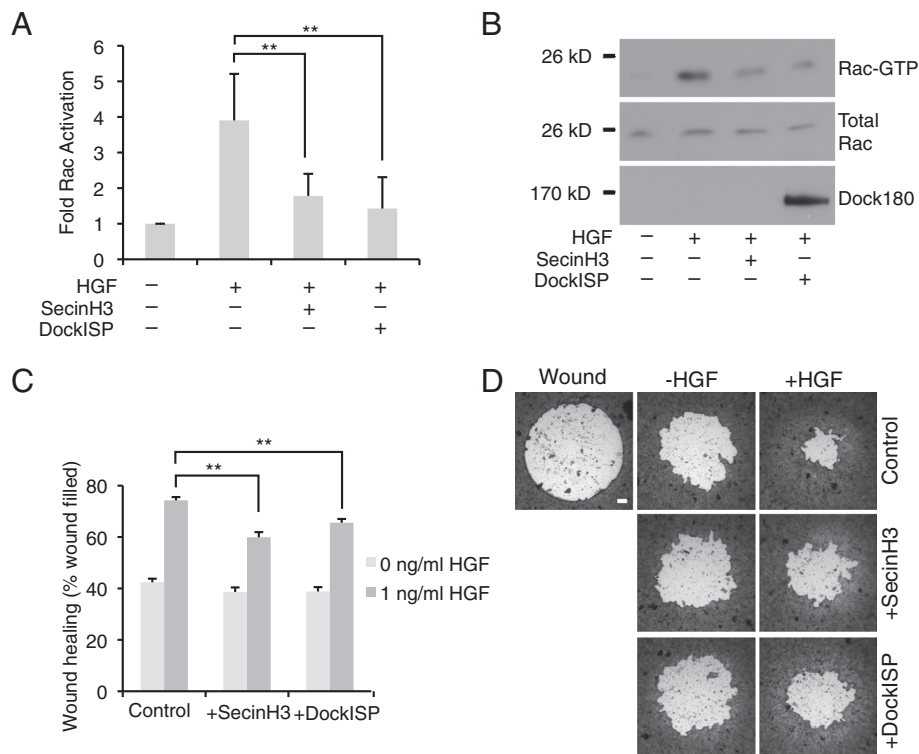 A
**
**
Fold Rac Activation
6
5
4
3
2
1
0
HGF − + + +
SecinH3 − − + −
DockISP − − − +
B
26 kD Rac-GTP
26 kD Total Rac
170 kD Dock180
HGF − + + +
SecinH3 − − + −
DockISP − − − +
C
**
**
Wound healing (% wound filled)
80
60
40
20
0
Control +SecinH3 +DockISP
0 ng/ml HGF
1 ng/ml HGF
D
Wound -HGF +HGF
Control
+SecinH3
+DockISP